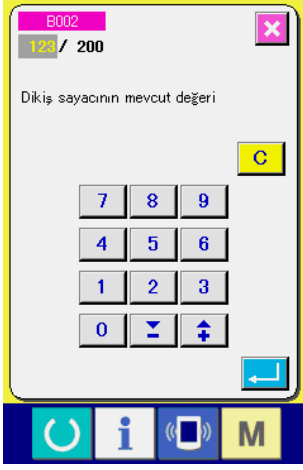 B002
123/ 200
Dikiş sayacının mevcut değeri
C
7 8 9
4 5 6
1 2 3
0
i M